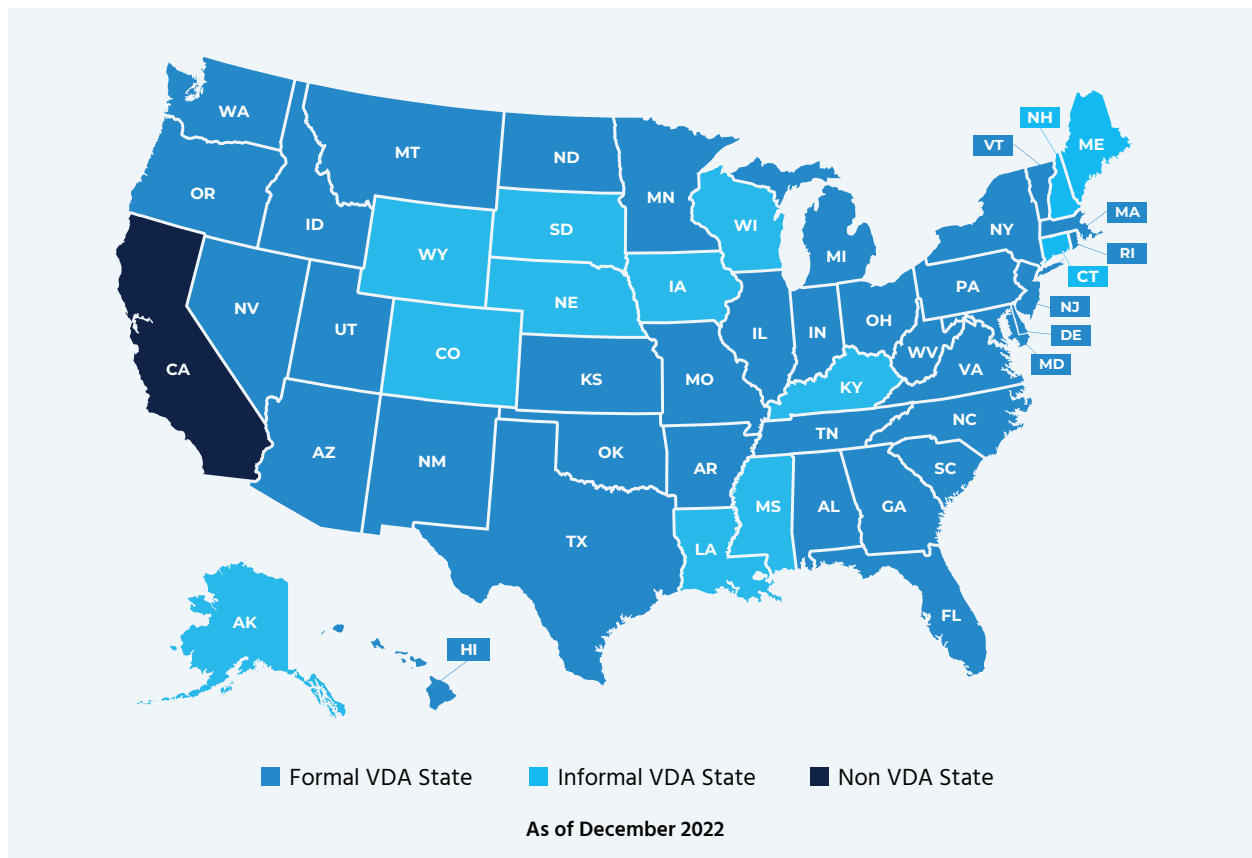 WA
MT
ND
MN
OR
ID
SD
WI
WY
NE
IA
MI
NY
VT
NH
ME
MA
RI
CT
PA
NJ
DE
MD
NV
UT
CO
KS
MO
IL
IN
OH
WV
VA
KY
CA
AZ
NM
OK
AR
TN
NC
SC
TX
LA
MS
AL
GA
FL
AK
HI
Formal VDA State
Informal VDA State
Non VDA State
As of December 2022